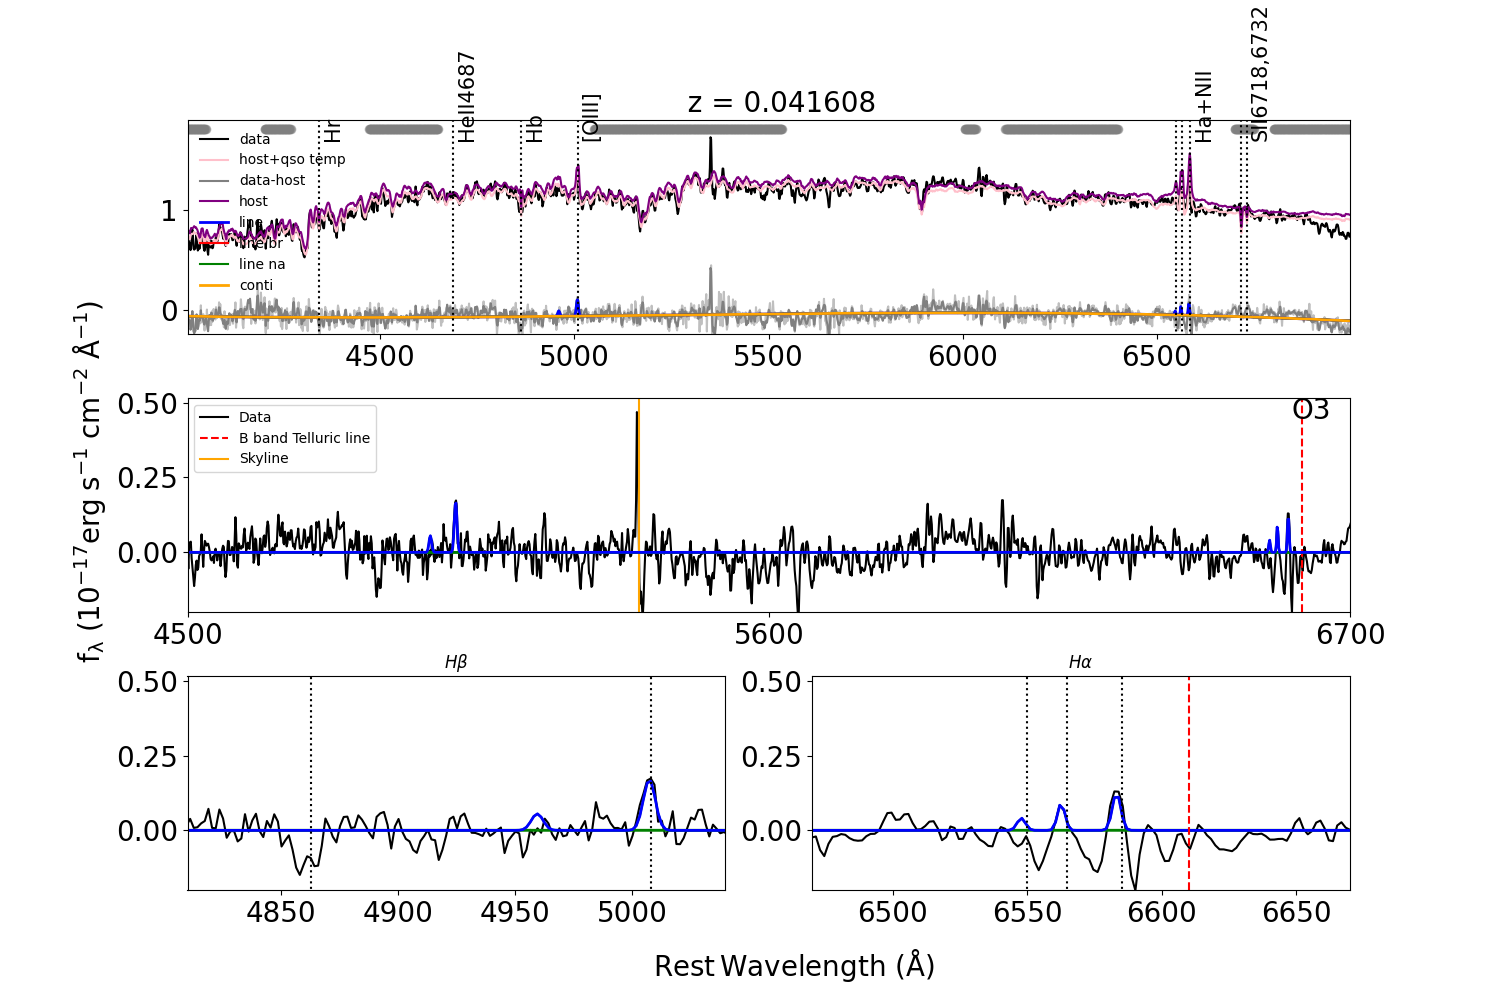 z = 0.041608
Hr
HeII4687
Hb
[OIII]
Ha+NII
SII6718,6732
data
host+qso temp
data-host
host
line
line br
line na
conti
1
0
4500 5000 5500 6000 6500
f_λ (10^−17 erg s^−1 cm^−2 Å^−1)
Data
B band Telluric line
Skyline
O3
0.50
0.25
0.00
4500 5600 6700
Hβ
0.50
0.25
0.00
4850 4900 4950 5000
Hα
0.50
0.25
0.00
6500 6550 6600 6650
Rest Wavelength (Å)